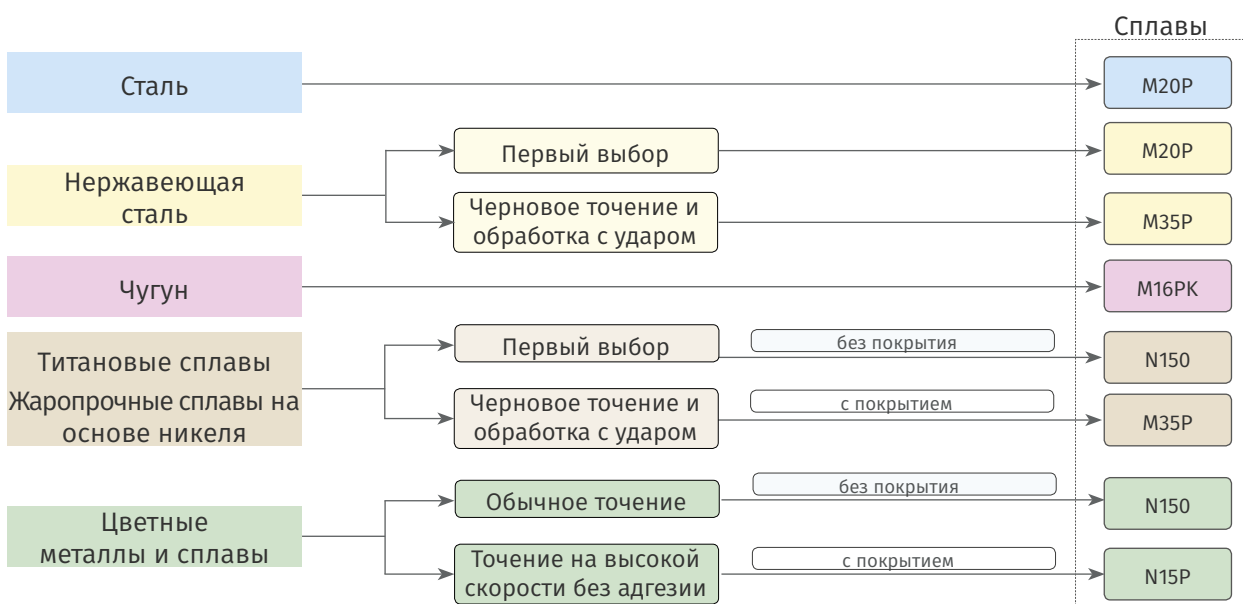 Сплавы
Сталь
M20P
Нержавеющая
сталь
Первый выбор
M20P
Черновое точение и
обработка с ударом
M35P
Чугун
M16PK
Титановые сплавы
Жаропрочные сплавы на
основе никеля
Первый выбор
без покрытия
N150
Черновое точение и
обработка с ударом
с покрытием
M35P
Цветные
металлы и сплавы
Обычное точение
без покрытия
N150
Точение на высокой
скорости без адгезии
с покрытием
N15P